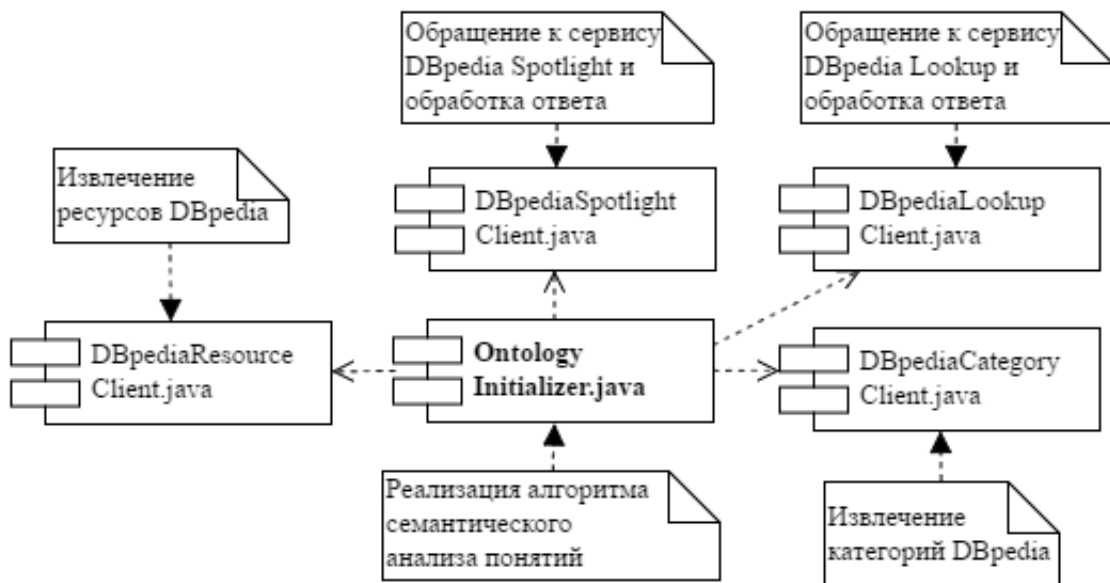 Обращение к сервису
DBpedia Spotlight и
обработка ответа
Обращение к сервису
DBpedia Lookup и
обработка ответа
Извлечение
ресурсов DBpedia
DBpediaSpotlight
Client.java
DBpediaLookup
Client.java
DBpediaResource
Client.java
Ontology
Initializer.java
DBpediaCategory
Client.java
Реализация алгоритма
семантического
анализа понятий
Извлечение
категорий DBpedia